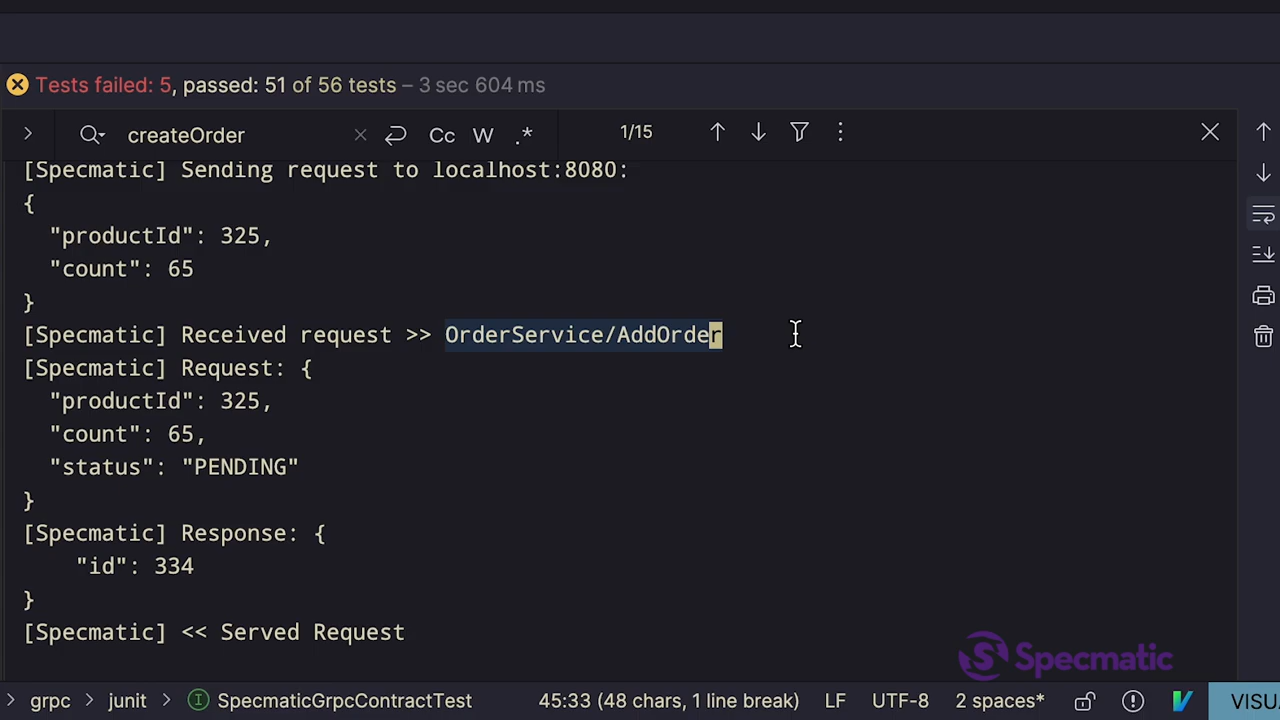 Tests failed: 5, passed: 51 of 56 tests – 3 sec 604 ms
createOrder Cc W .* 1/15
[Specmatic] Sending request to localhost:8080:
{
"productId": 325,
"count": 65
}
[Specmatic] Received request >> OrderService/AddOrder
[Specmatic] Request: {
"productId": 325,
"count": 65,
"status": "PENDING"
}
[Specmatic] Response: {
"id": 334
}
[Specmatic] << Served Request
Specmatic
grpc > junit > SpecmaticGrpcContractTest 45:33 (48 chars, 1 line break) LF UTF-8 2 spaces* VISUA